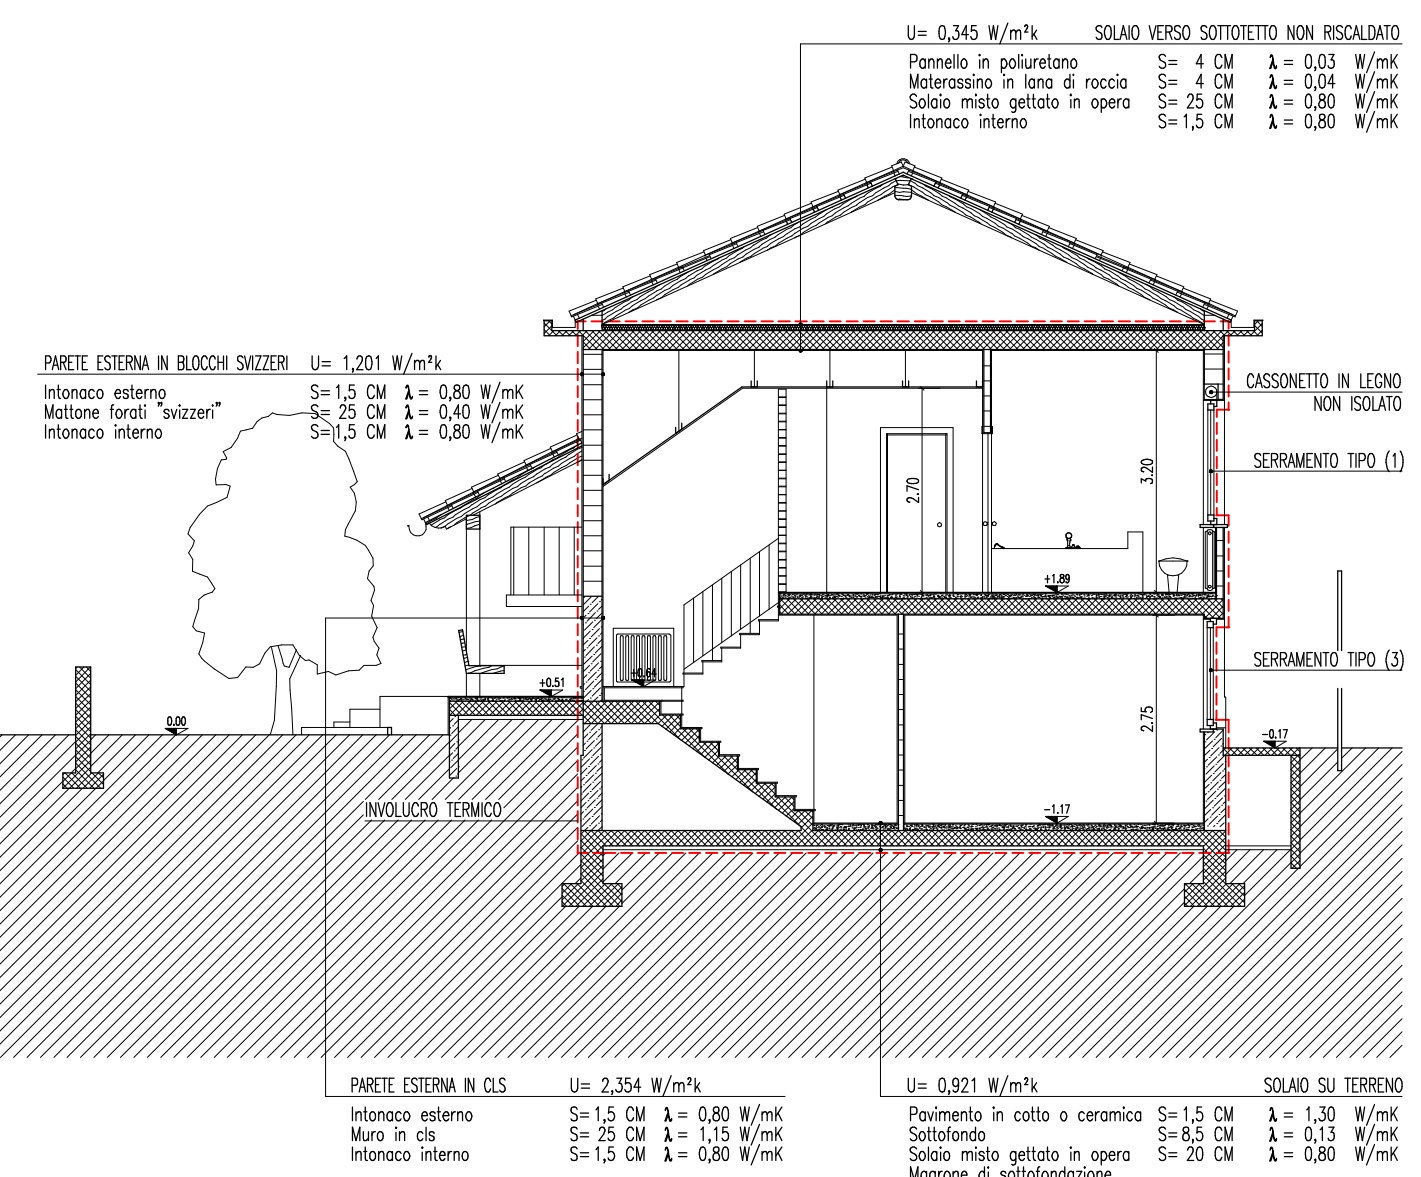 U= 0,345 W/m²k SOLAIO VERSO SOTTOTETTO NON RISCALDATO
Pannello in poliuretano S= 4 CM λ = 0,03 W/mK
Materassino in lana di roccia S= 4 CM λ = 0,04 W/mK
Solaio misto gettato in opera S= 25 CM λ = 0,80 W/mK
Intonaco interno S= 1,5 CM λ = 0,80 W/mK
PARETE ESTERNA IN BLOCCHI SVIZZERI U= 1,201 W/m²k
Intonaco esterno S= 1,5 CM λ = 0,80 W/mK
Mattone forati "svizzeri" S= 25 CM λ = 0,40 W/mK
Intonaco interno S= 1,5 CM λ = 0,80 W/mK
CASSONETTO IN LEGNO
NON ISOLATO
SERRAMENTO TIPO (1)
3.20
2.70
+1.89
SERRAMENTO TIPO (3)
+0.64
+0.51
0.00
2.75
-0.17
INVOLUCRO TERMICO
-1.17
PARETE ESTERNA IN CLS U= 2,354 W/m²k
Intonaco esterno S= 1,5 CM λ = 0,80 W/mK
Muro in cls S= 25 CM λ = 1,15 W/mK
Intonaco interno S= 1,5 CM λ = 0,80 W/mK
U= 0,921 W/m²k SOLAIO SU TERRENO
Pavimento in cotto o ceramica S= 1,5 CM λ = 1,30 W/mK
Sottofondo S= 8,5 CM λ = 0,13 W/mK
Solaio misto gettato in opera S= 20 CM λ = 0,80 W/mK
Magrone di sottofondazione